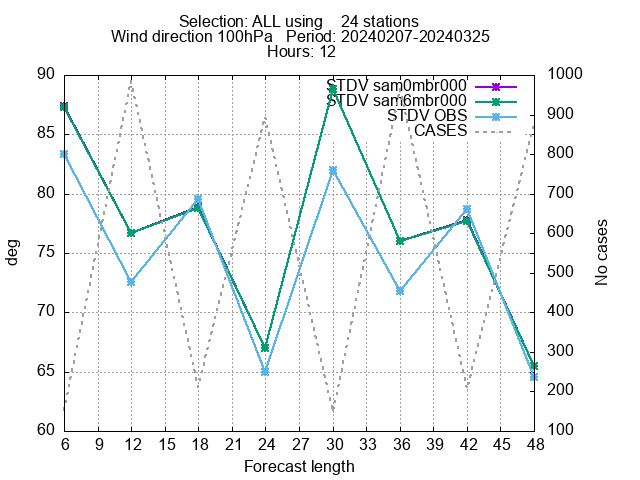 Selection: ALL using    24 stations
Wind direction 100hPa   Period: 20240207-20240325
Hours: 12
90 1000
STDV sam0mbr000
STDV sam6mbr000
STDV OBS
CASES
85 900
80 800
75 700
70 600
65 500
60 400
300
200
100
deg
No cases
6 9 12 15 18 21 24 27 30 33 36 39 42 45 48
Forecast length